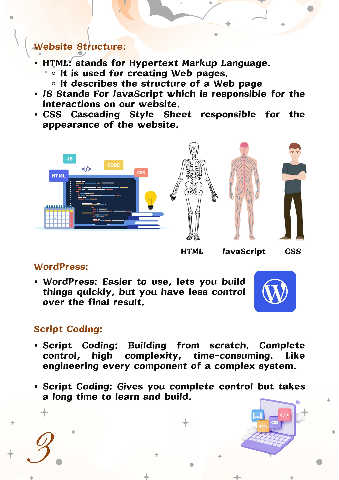 Website Structure:
• HTML: stands for Hypertext Markup Language.
◦ It is used for creating Web pages.
◦ It describes the structure of a Web page
• JS Stands For JavaScript which is responsible for the
interactions on our website.
• CSS Cascading Style Sheet responsible for the
appearance of the website.
JS
</>
CODE
HTML
CSS
HTML JavaScript CSS
WordPress:
• WordPress: Easier to use, lets you build
things quickly, but you have less control
over the final result.
Script Coding:
• Script Coding: Building from scratch. Complete
control, high complexity, time-consuming. Like
engineering every component of a complex system.
• Script Coding: Gives you complete control but takes
a long time to learn and build.
3